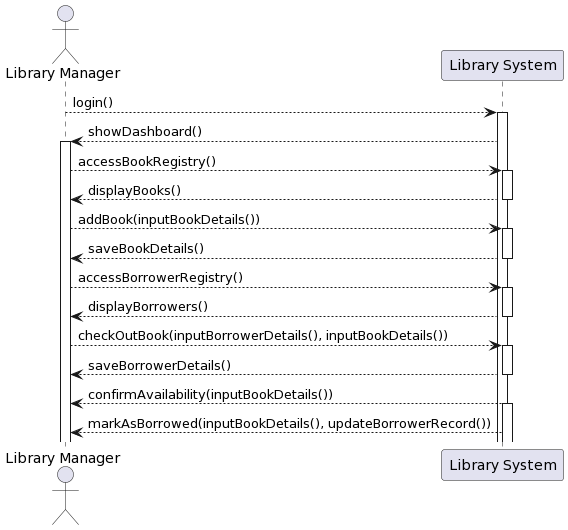 Library Manager
Library System
login()
showDashboard()
accessBookRegistry()
displayBooks()
addBook(inputBookDetails())
saveBookDetails()
accessBorrowerRegistry()
displayBorrowers()
checkOutBook(inputBorrowerDetails(), inputBookDetails())
saveBorrowerDetails()
confirmAvailability(inputBookDetails())
markAsBorrowed(inputBookDetails(), updateBorrowerRecord())
Library Manager
Library System